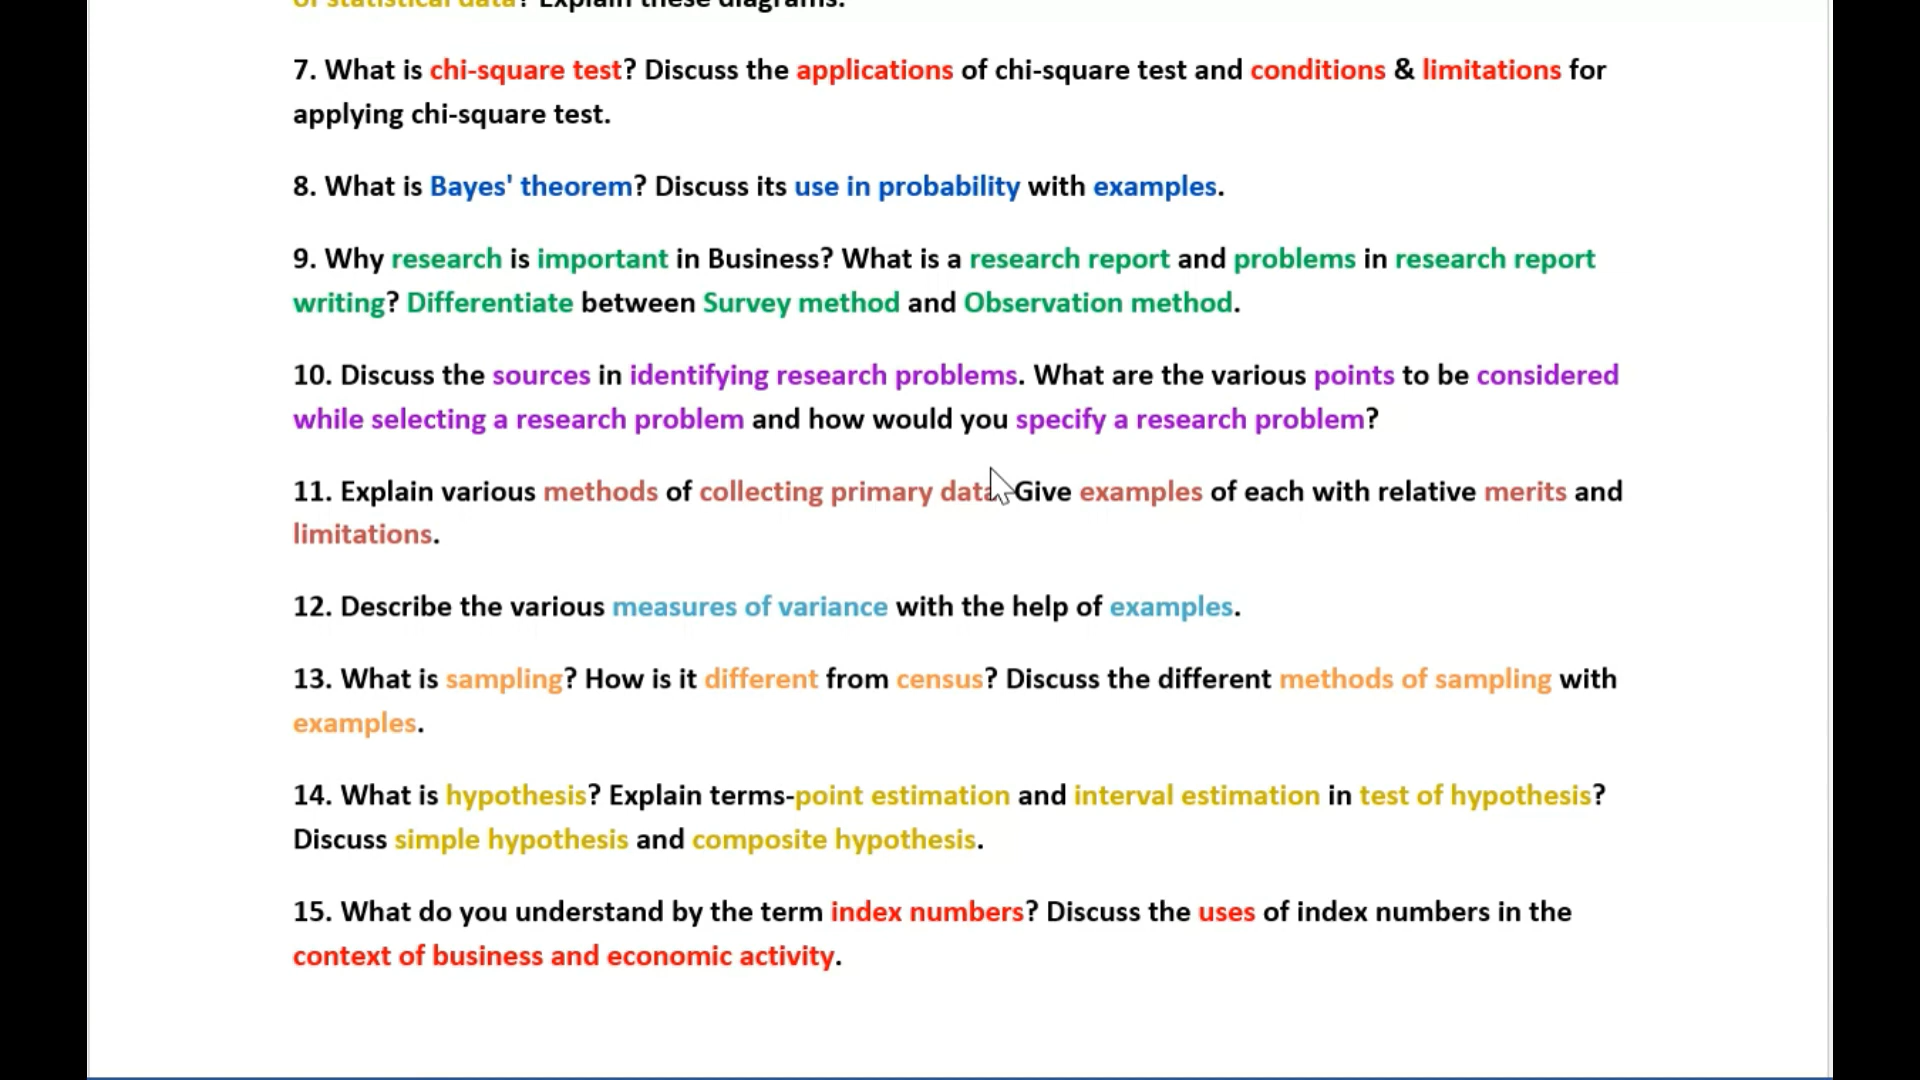 of statistical data? Explain these diagrams.
7. What is chi-square test? Discuss the applications of chi-square test and conditions & limitations for
applying chi-square test.
8. What is Bayes' theorem? Discuss its use in probability with examples.
9. Why research is important in Business? What is a research report and problems in research report
writing? Differentiate between Survey method and Observation method.
10. Discuss the sources in identifying research problems. What are the various points to be considered
while selecting a research problem and how would you specify a research problem?
11. Explain various methods of collecting primary data Give examples of each with relative merits and
limitations.
12. Describe the various measures of variance with the help of examples.
13. What is sampling? How is it different from census? Discuss the different methods of sampling with
examples.
14. What is hypothesis? Explain terms-point estimation and interval estimation in test of hypothesis?
Discuss simple hypothesis and composite hypothesis.
15. What do you understand by the term index numbers? Discuss the uses of index numbers in the
context of business and economic activity.